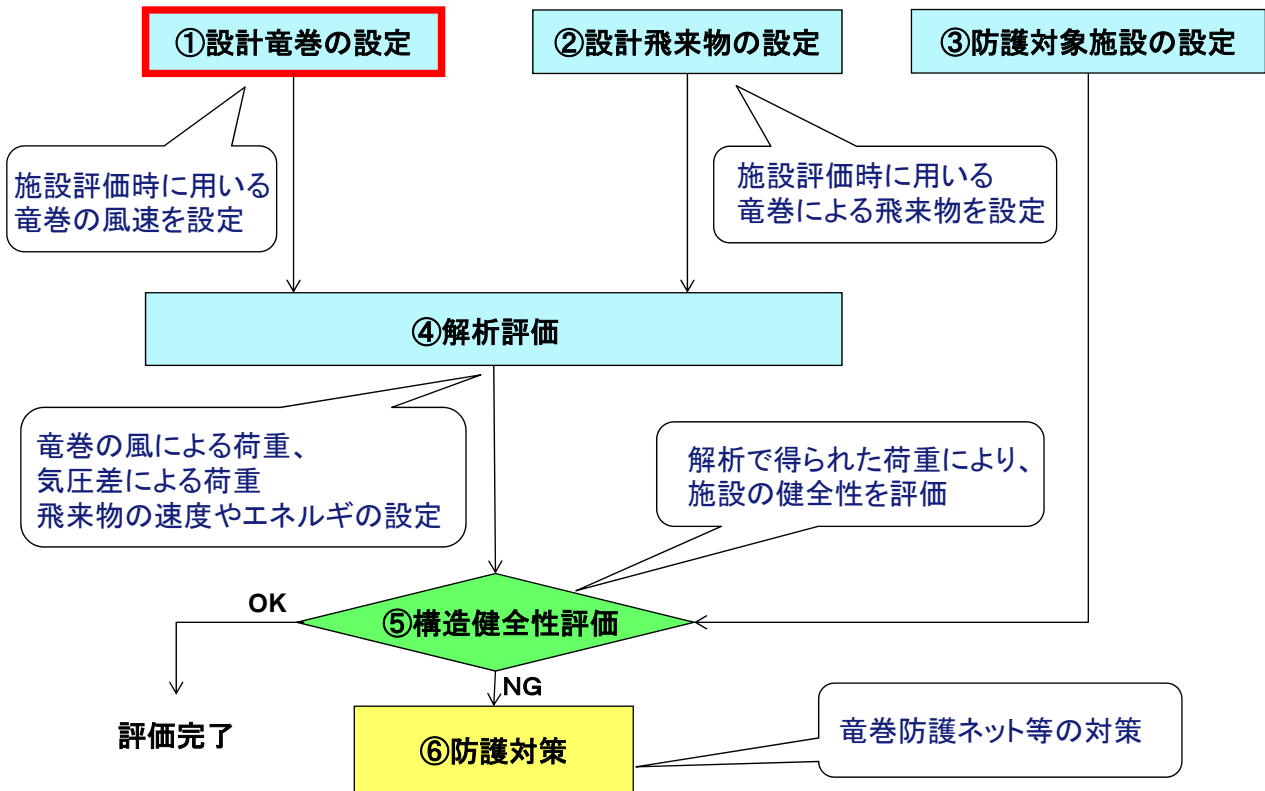 ①設計竜巻の設定
②設計飛来物の設定
③防護対象施設の設定
施設評価時に用いる
竜巻の風速を設定
施設評価時に用いる
竜巻による飛来物を設定
④解析評価
竜巻の風による荷重、
気圧差による荷重
飛来物の速度やエネルギの設定
解析で得られた荷重により、
施設の健全性を評価
OK
⑤構造健全性評価
NG
評価完了
⑥防護対策
竜巻防護ネット等の対策